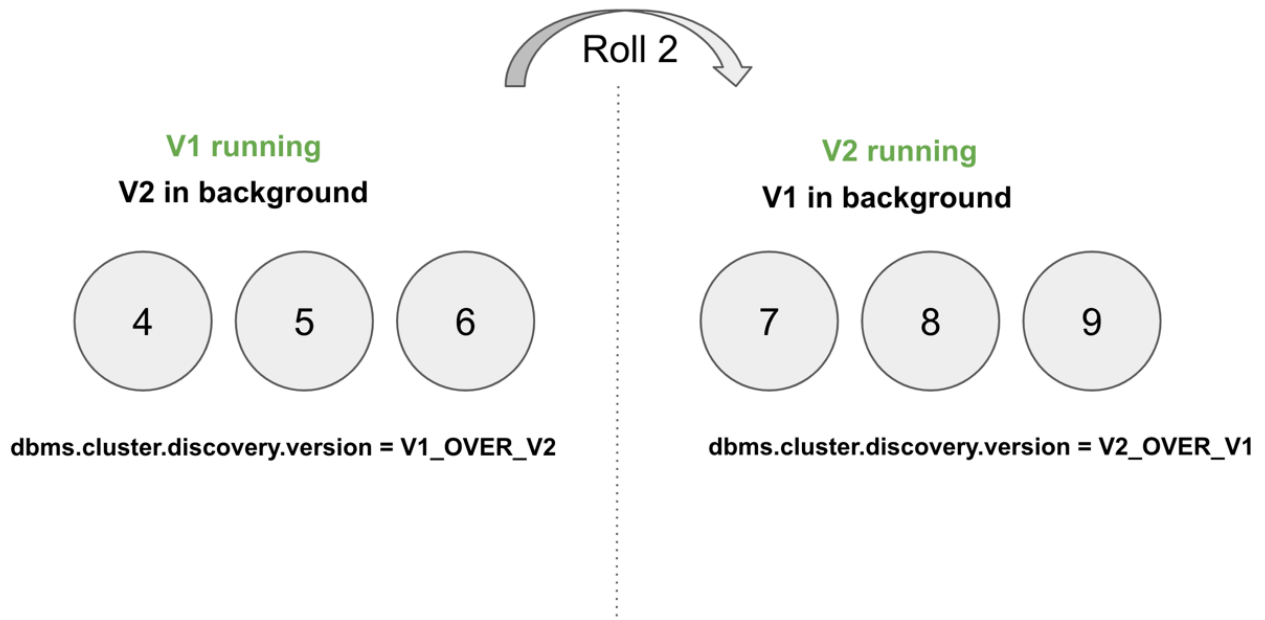 Roll 2
V1 running
V2 in background
4 5 6
dbms.cluster.discovery.version = V1_OVER_V2
V2 running
V1 in background
7 8 9
dbms.cluster.discovery.version = V2_OVER_V1